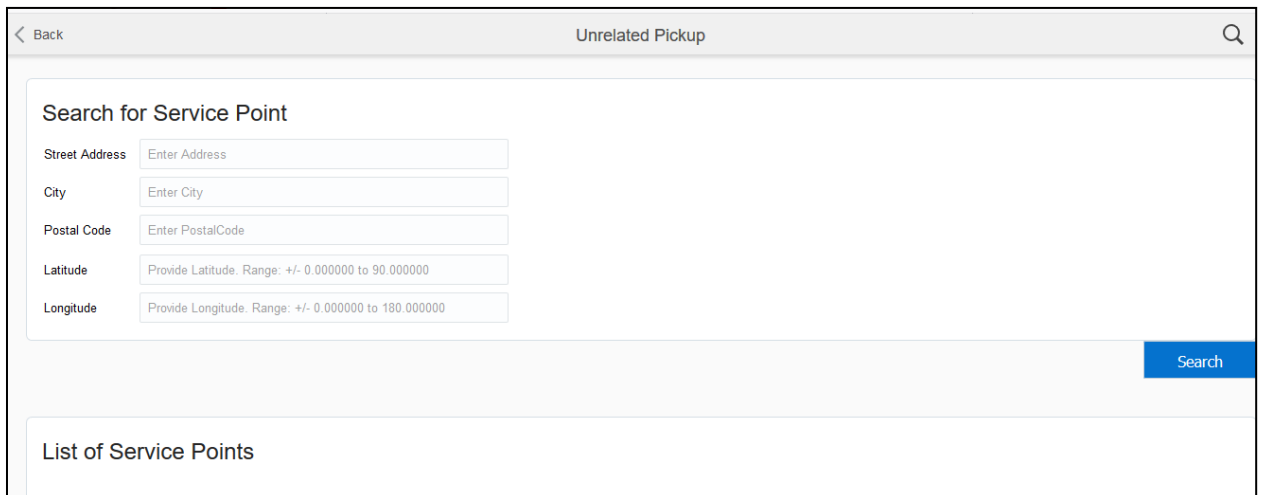 Back Unrelated Pickup
Search for Service Point
Street Address Enter Address
City Enter City
Postal Code Enter PostalCode
Latitude Provide Latitude. Range: +/- 0.000000 to 90.000000
Longitude Provide Longitude. Range: +/- 0.000000 to 180.000000
Search
List of Service Points